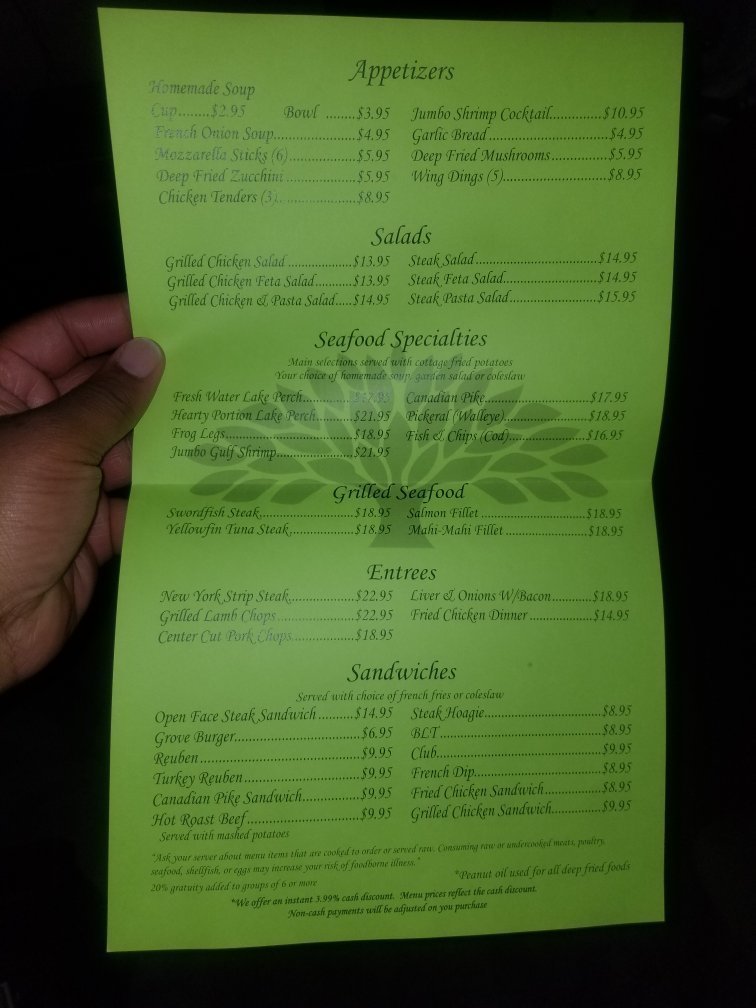 Appetizers
Homemade Soup
Cup........$2.95 Bowl ........$3.95
French Onion Soup...................$4.95
Mozzarella Sticks (6)................$5.95
Deep Fried Zucchini.................$5.95
Chicken Tenders (3)...................$8.95
Jumbo Shrimp Cocktail.............$10.95
Garlic Bread.............................$4.95
Deep Fried Mushrooms..............$5.95
Wing Dings (5)..........................$8.95
Salads
Grilled Chicken Salad...............$13.95
Grilled Chicken Feta Salad.........$13.95
Grilled Chicken & Pasta Salad.....$14.95
Steak Salad.............................$14.95
Steak Feta Salad......................$14.95
Steak Pasta Salad.....................$15.95
Seafood Specialties
Main selections served with cottage fried potatoes
Your choice of homemade soup, garden salad or coleslaw
Fresh Water Lake Perch.............
Hearty Portion Lake Perch.........$21.95
Frog Legs...............................$18.95
Jumbo Gulf Shrimp...................$21.95
Canadian Pike..........................$17.95
Pickeral (Walleye).....................$18.95
Fish & Chips (Cod)...................$16.95
Grilled Seafood
Swordfish Steak.......................$18.95
Yellowfin Tuna Steak................$18.95
Salmon Fillet ..........................$18.95
Mahi-Mahi Fillet .....................$18.95
Entrees
New York Strip Steak................$22.95
Grilled Lamb Chops .................$22.95
Center Cut Pork Chops..............$18.95
Liver & Onions W/Bacon..........$18.95
Fried Chicken Dinner ...............$14.95
Sandwiches
Served with choice of french fries or coleslaw
Open Face Steak Sandwich .........$14.95
Grove Burger............................$6.95
Reuben....................................$9.95
Turkey Reuben.........................$9.95
Canadian Pike Sandwich............$9.95
Hot Roast Beef..........................$9.95
Served with mashed potatoes
Steak Hoagie............................$8.95
BLT.......................................$8.95
Club.......................................$9.95
French Dip..............................$8.95
Fried Chicken Sandwich.............$8.95
Grilled Chicken Sandwich...........$9.95
"Ask your server about menu items that are cooked to order or served raw. Consuming raw or undercooked meats, poultry,
seafood, shellfish, or eggs may increase your risk of foodborne illness."
*Peanut oil used for all deep fried foods
20% gratuity added to groups of 6 or more
*We offer an instant 3.99% cash discount. Menu prices reflect the cash discount.
Non-cash payments will be adjusted on you purchase